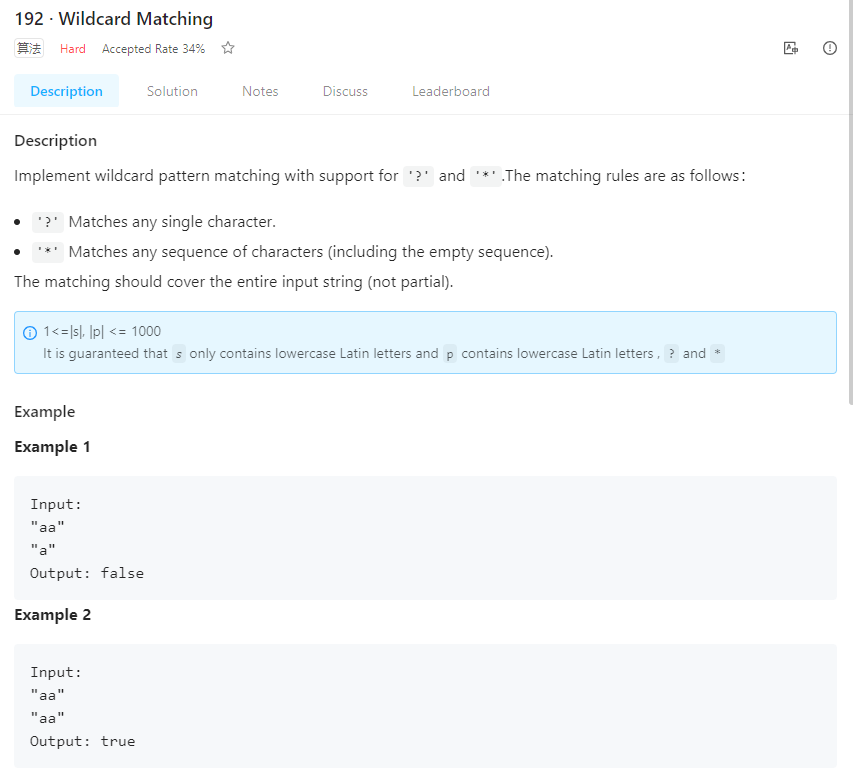 192 · Wildcard Matching
算法 Hard Accepted Rate 34%
Description Solution Notes Discuss Leaderboard
Description
Implement wildcard pattern matching with support for '?' and '*'.The matching rules are as follows：
• '?' Matches any single character.
• '*' Matches any sequence of characters (including the empty sequence).
The matching should cover the entire input string (not partial).
1<=|s|, |p| <= 1000
It is guaranteed that s only contains lowercase Latin letters and p contains lowercase Latin letters , ? and *
Example
Example 1
Input:
"aa"
"a"
Output: false
Example 2
Input:
"aa"
"aa"
Output: true